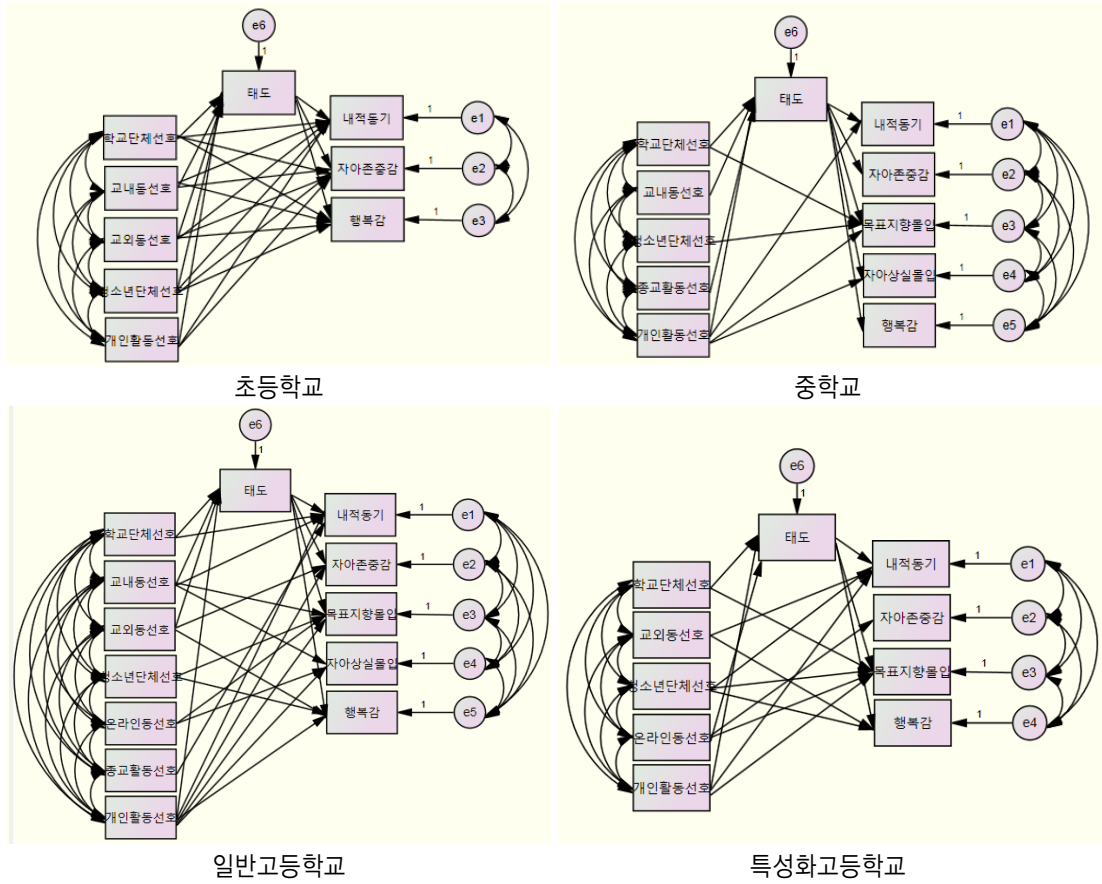 e6
1
태도
학교단체선호
교내동선호
교외동선호
청소년단체선호
개인활동선호
내적동기
자아존중감
행복감
1
e1
1
e2
1
e3
초등학교
e6
1
태도
학교단체선호
교내동선호
청소년단체선호
종교활동선호
개인활동선호
내적동기
자아존중감
목표지향몰입
자아상실몰입
행복감
1
e1
1
e2
1
e3
1
e4
1
e5
중학교
e6
1
태도
학교단체선호
교내동선호
교외동선호
청소년단체선호
온라인동선호
종교활동선호
개인활동선호
내적동기
자아존중감
목표지향몰입
자아상실몰입
행복감
1
e1
1
e2
1
e3
1
e4
1
e5
일반고등학교
e6
1
태도
학교단체선호
교외동선호
청소년단체선호
온라인동선호
개인활동선호
내적동기
자아존중감
목표지향몰입
행복감
1
e1
1
e2
1
e3
1
e4
특성화고등학교